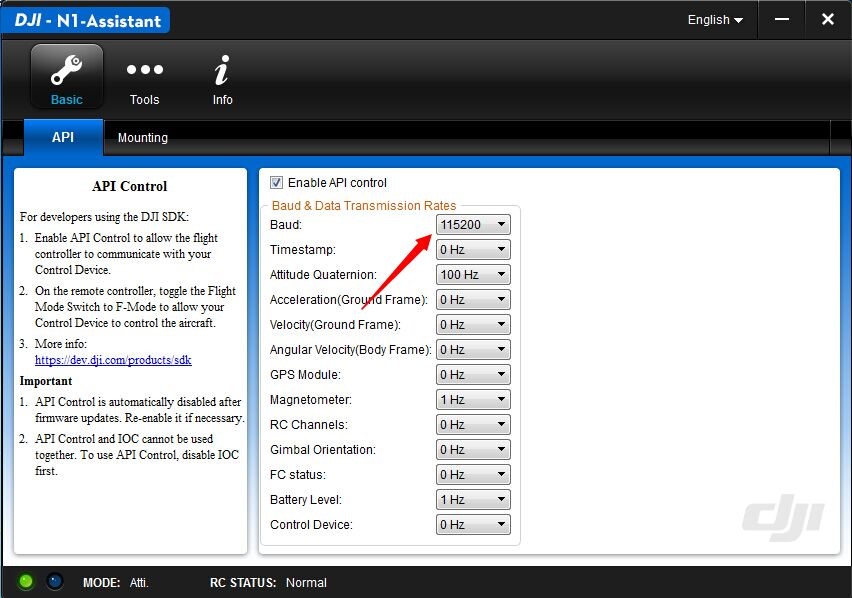 DJI - N1-Assistant
English
Basic
Tools
Info
API
Mounting
API Control
For developers using the DJI SDK:
1. Enable API Control to allow the flight
controller to communicate with your
Control Device.
2. On the remote controller, toggle the Flight
Mode Switch to F-Mode to allow your
Control Device to control the aircraft.
3. More info:
https://dev.dji.com/products/sdk
Important
1. API Control is automatically disabled after
firmware updates. Re-enable it if necessary.
2. API Control and IOC cannot be used
together. To use API Control, disable IOC
first.
Enable API control
Baud & Data Transmission Rates
Baud: 115200
Timestamp: 0 Hz
Attitude Quaternion: 100 Hz
Acceleration(Ground Frame): 0 Hz
Velocity(Ground Frame): 0 Hz
Angular Velocity(Body Frame): 0 Hz
GPS Module: 0 Hz
Magnetometer: 1 Hz
RC Channels: 0 Hz
Gimbal Orientation: 0 Hz
FC status: 0 Hz
Battery Level: 1 Hz
Control Device: 0 Hz
dji
MODE: Atti. RC STATUS: Normal